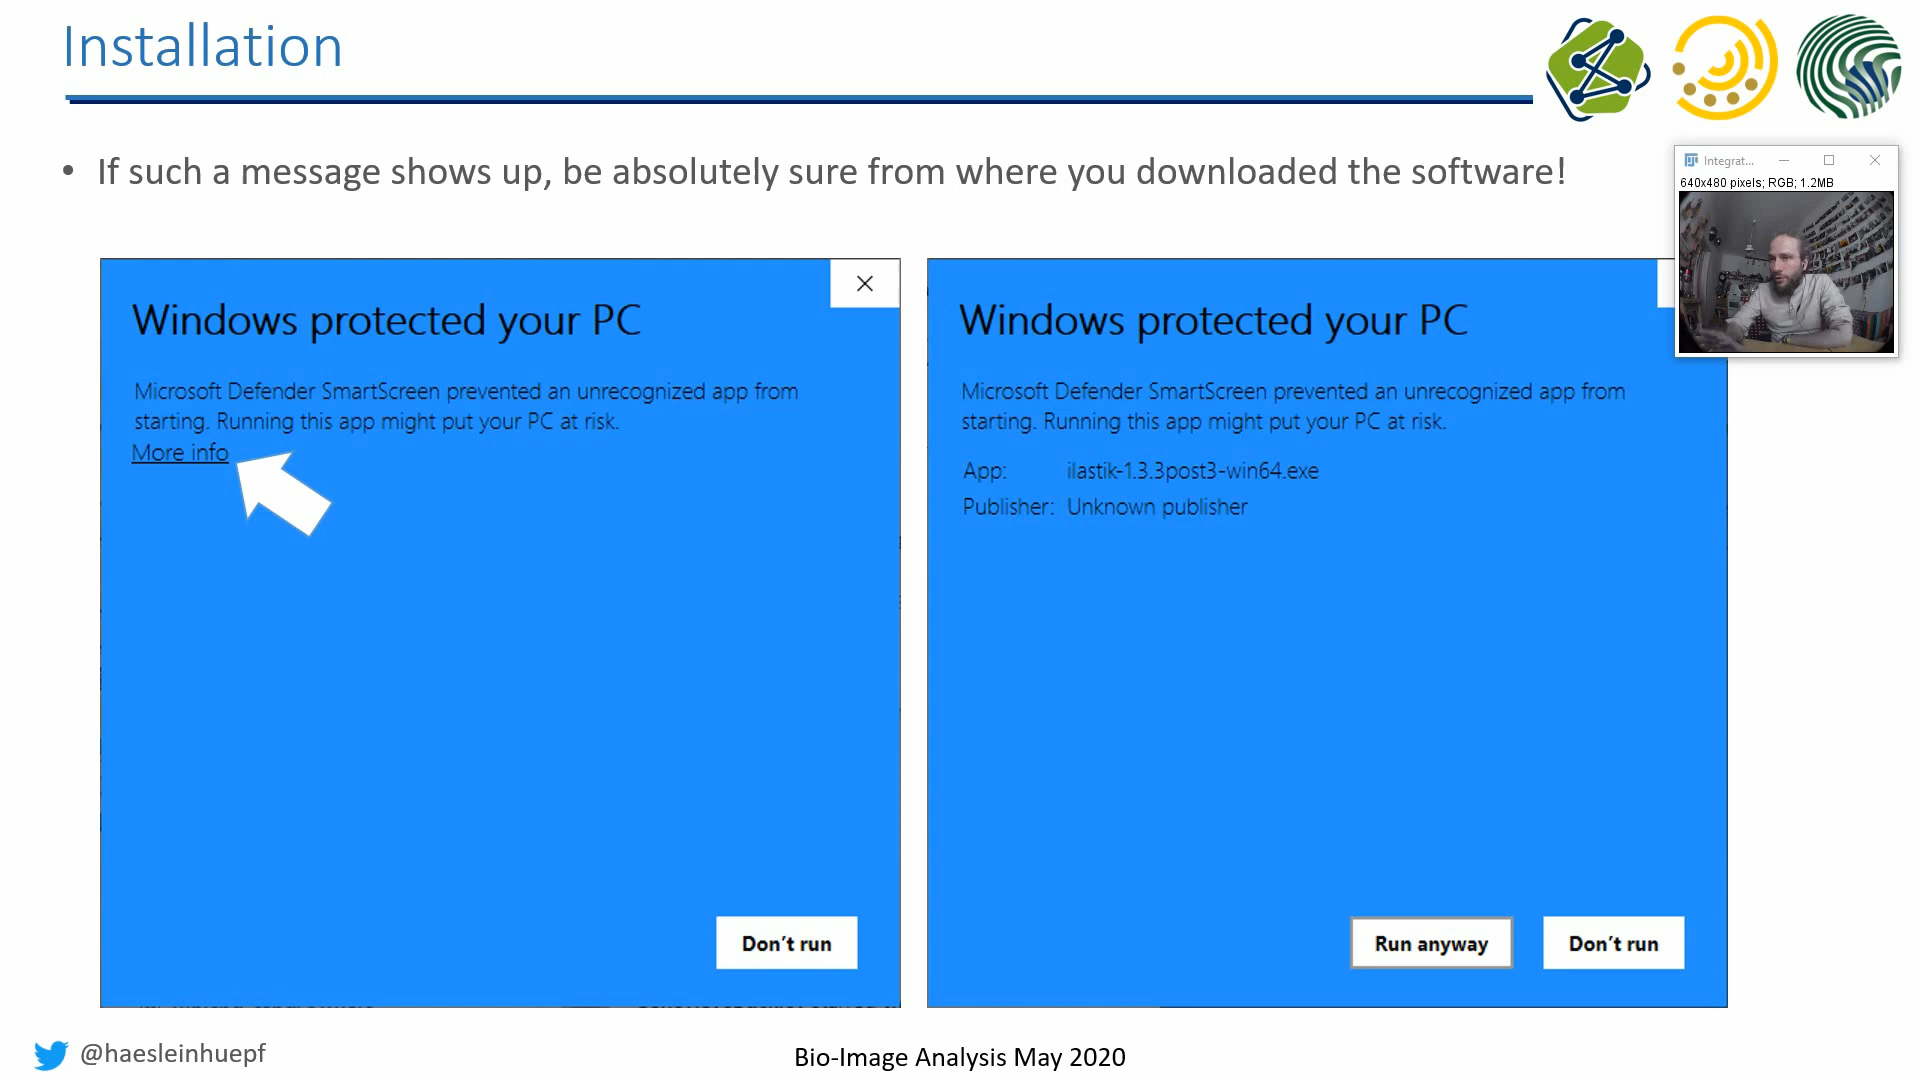 Installation
• If such a message shows up, be absolutely sure from where you downloaded the software!
Integrat...
640x480 pixels; RGB; 1.2MB
Windows protected your PC
Microsoft Defender SmartScreen prevented an unrecognized app from
starting. Running this app might put your PC at risk.
More info
Don't run
Windows protected your PC
Microsoft Defender SmartScreen prevented an unrecognized app from
starting. Running this app might put your PC at risk.
App: ilastik-1.3.3post3-win64.exe
Publisher: Unknown publisher
Run anyway
Don't run
@haesleinhuepf
Bio-Image Analysis May 2020